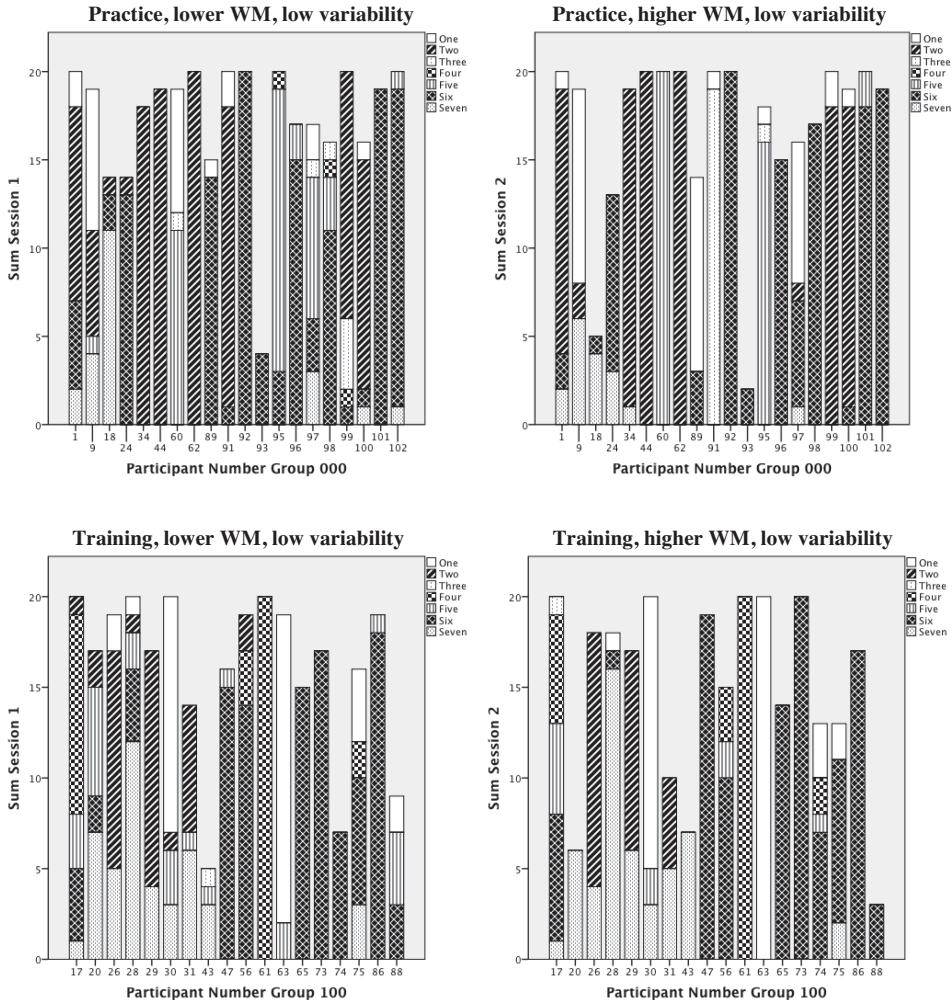 Practice, lower WM, low variability
Sum Session 1
20
15
10
5
0
1 18 34 60 89 92 95 97 99 101
9 24 44 62 91 93 96 98 100 102
Participant Number Group 000
One
Two
Three
Four
Five
Six
Seven
Practice, higher WM, low variability
Sum Session 2
20
15
10
5
0
1 18 34 60 89 92 95 97 99 101
9 24 44 62 91 93 96 98 100 102
Participant Number Group 000
One
Two
Three
Four
Five
Six
Seven
Training, lower WM, low variability
Sum Session 1
20
15
10
5
0
17 20 26 28 29 30 31 43 47 56 61 63 65 73 74 75 86 88
Participant Number Group 100
One
Two
Three
Four
Five
Six
Seven
Training, higher WM, low variability
Sum Session 2
20
15
10
5
0
17 20 26 28 29 30 31 43 47 56 61 63 65 73 74 75 86 88
Participant Number Group 100
One
Two
Three
Four
Five
Six
Seven